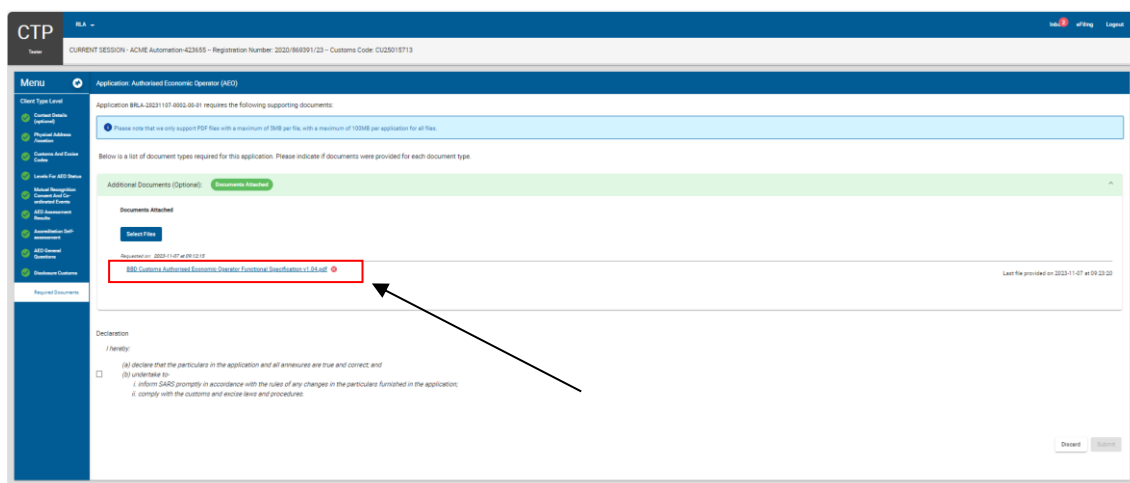 CTP
Tester
RLA
Inbox 2 eFiling Logout
CURRENT SESSION - ACME Automation-423655 -- Registration Number: 2020/869391/23 -- Customs Code: CU25015713
Menu
Client Type Level
Contact Details
(optional)
Physical Address
/location
Customs And Excise
Codes
Levels For AEO Status
Mutual Recognition
Consent And Co-
ordinated Events
AEO Assessment
Results
Accreditation Self-
assessment
AEO General
Questions
Disclosure Customs
Required Documents
Application: Authorised Economic Operator (AEO)
Application BRLA-20231107-0002-00-01 requires the following supporting documents:
Please note that we only support PDF files with a maximum of 5MB per file, with a maximum of 100MB per application for all files.
Below is a list of document types required for this application. Please indicate if documents were provided for each document type.
Additional Documents (Optional): Documents Attached
Documents Attached
Select Files
Requested on: 2023-11-07 at 09:12:15
BBD Customs Authorised Economic Operator Functional Specification v1.04.pdf
Last file provided on 2023-11-07 at 09:23:20
Declaration
I hereby:
(a) declare that the particulars in the application and all annexures are true and correct; and
(b) undertake to-
i. inform SARS promptly in accordance with the rules of any changes in the particulars furnished in the application;
ii. comply with the customs and excise laws and procedures.
Discard Submit